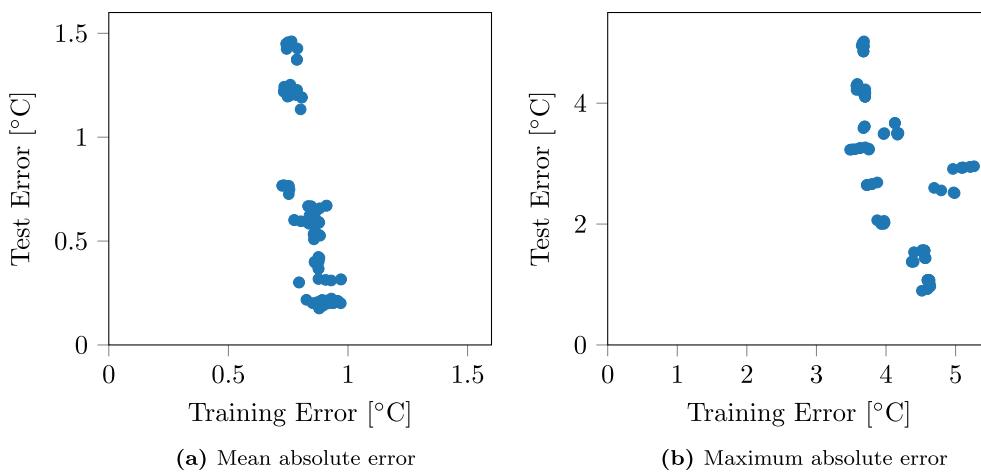 1.5
1
0.5
0
0
0.5
1
1.5
Test Error [°C]
Training Error [°C]
(a) Mean absolute error
4
2
0
0
1
2
3
4
5
Test Error [°C]
Training Error [°C]
(b) Maximum absolute error